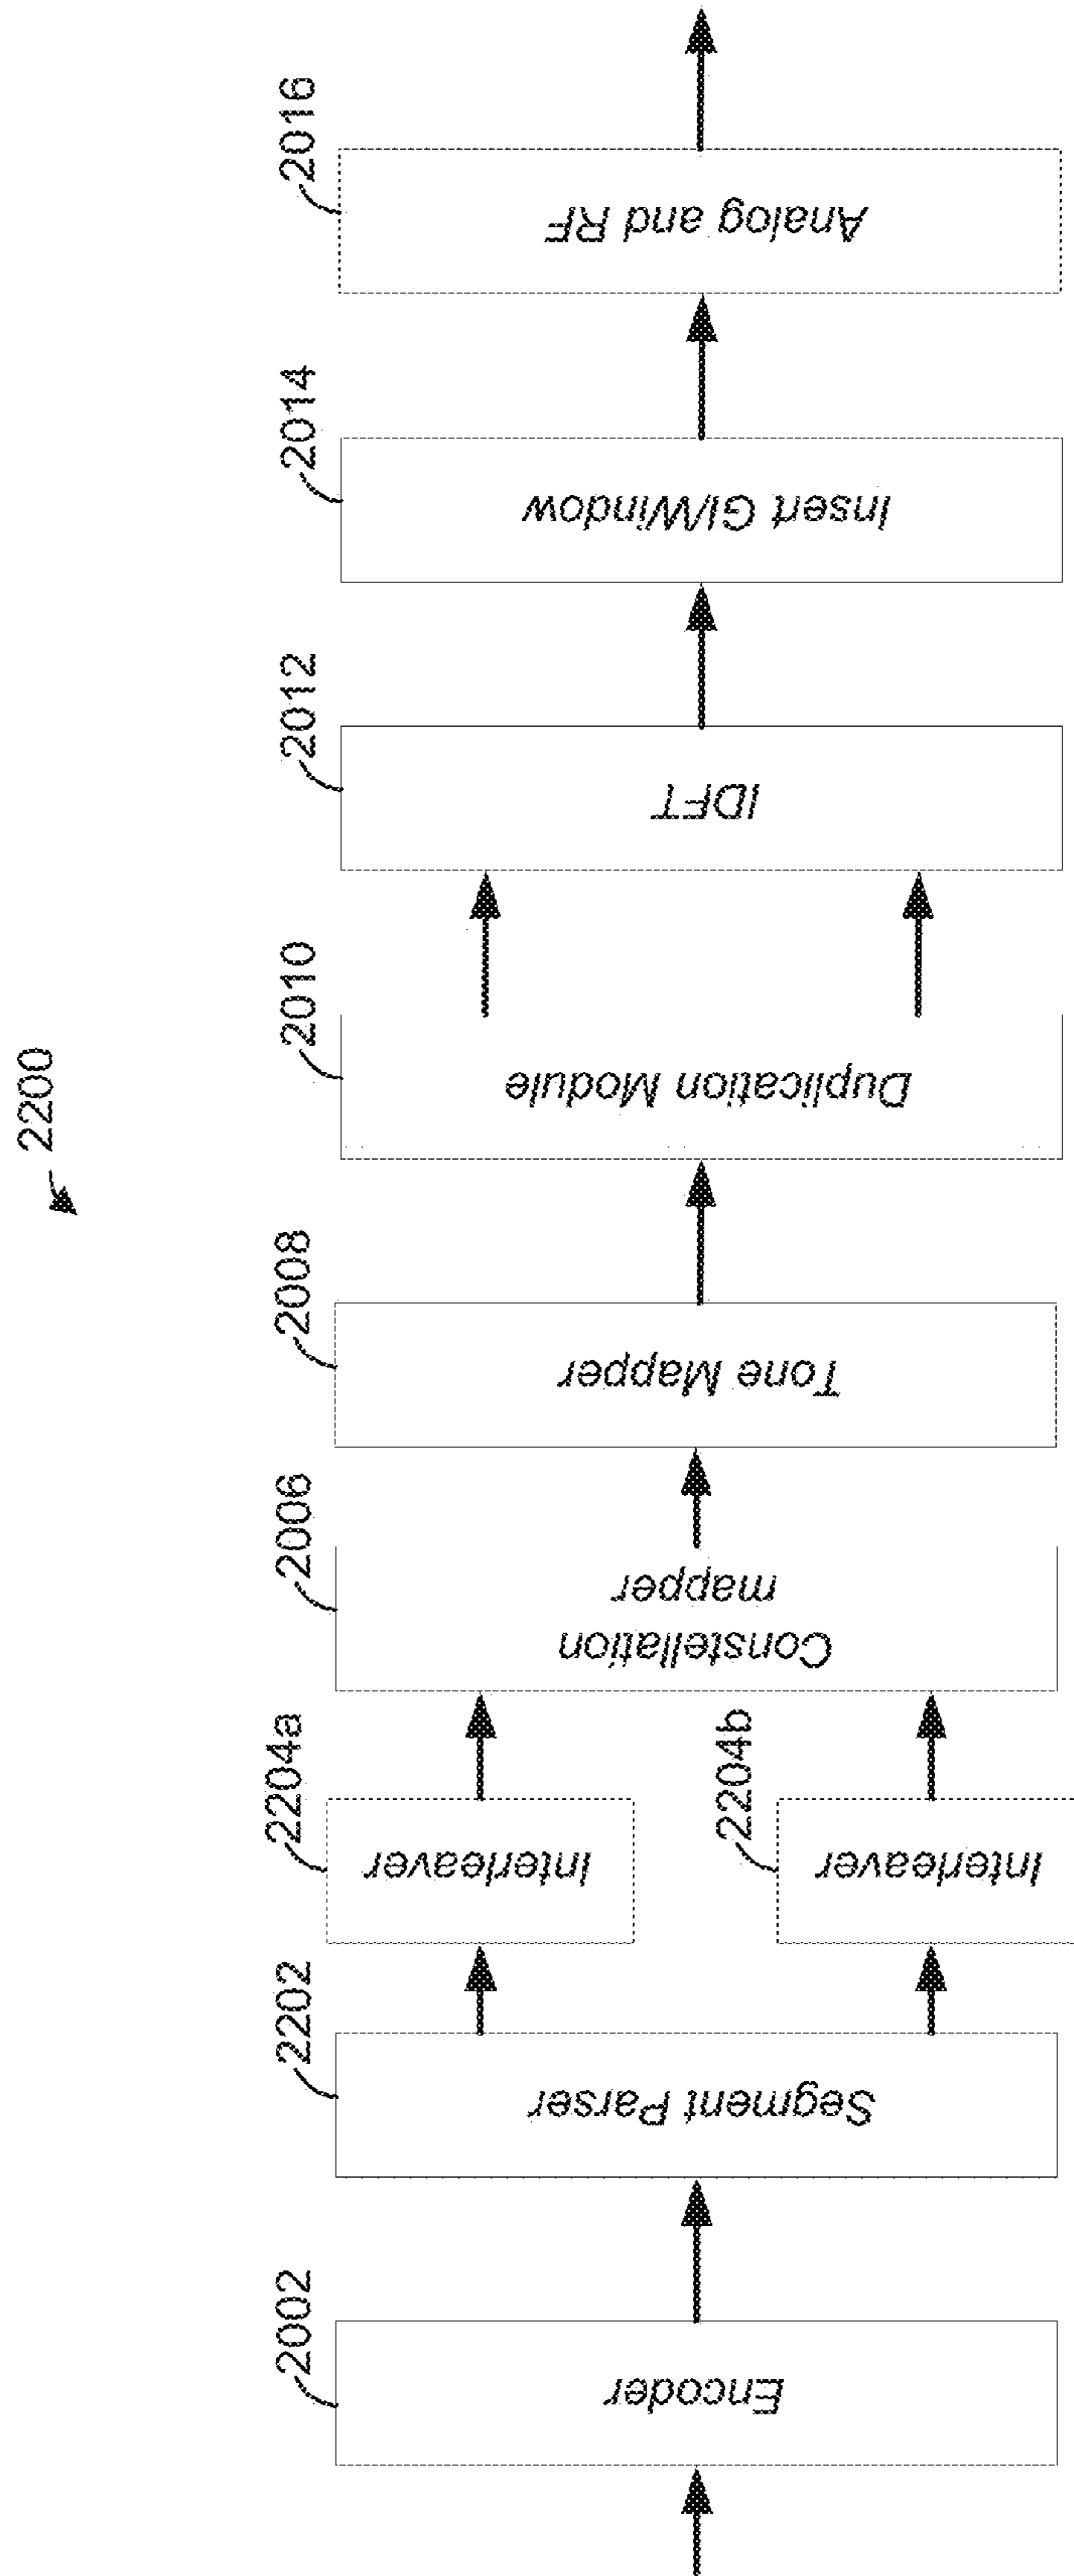 2200
2002
Encoder
2202
Segment Parser
2204a
Interleaver
2204b
Interleaver
2006
Constellation
mapper
2008
Tone Mapper
2010
Duplication Module
2012
IDFT
2014
Insert GI/Window
2016
Analog and RF